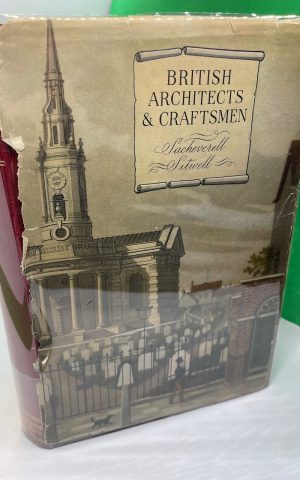 BRITISH
ARCHITECTS
& CRAFTSMEN
Sacheverell
Sitwell